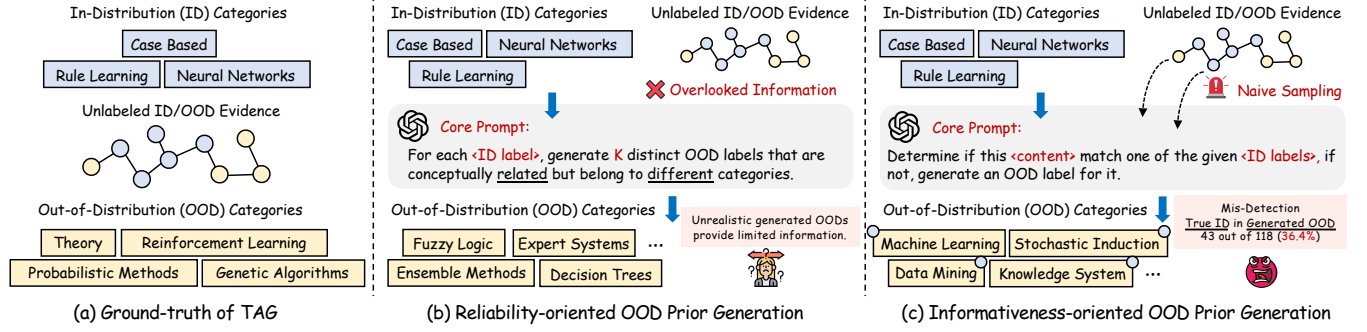 In-Distribution (ID) Categories
Case Based
Rule Learning
Neural Networks
Unlabeled ID/OOD Evidence
Out-of-Distribution (OOD) Categories
Theory
Reinforcement Learning
Probabilistic Methods
Genetic Algorithms
(a) Ground-truth of TAG
In-Distribution (ID) Categories
Case Based
Neural Networks
Rule Learning
Unlabeled ID/OOD Evidence
Overlooked Information
Core Prompt:
For each <ID label>, generate K distinct OOD labels that are
conceptually related but belong to different categories.
Out-of-Distribution (OOD) Categories
Fuzzy Logic
Expert Systems
...
Ensemble Methods
Decision Trees
Unrealistic generated OODs
provide limited information.
? ?
(b) Reliability-oriented OOD Prior Generation
In-Distribution (ID) Categories
Case Based
Neural Networks
Rule Learning
Unlabeled ID/OOD Evidence
Naive Sampling
Core Prompt:
Determine if this <content> match one of the given <ID labels>, if
not, generate an OOD label for it.
Out-of-Distribution (OOD) Categories
Machine Learning
Stochastic Induction
Data Mining
Knowledge System
...
Mis-Detection
True ID in Generated OOD
43 out of 118 (36.4%)
(c) Informativeness-oriented OOD Prior Generation